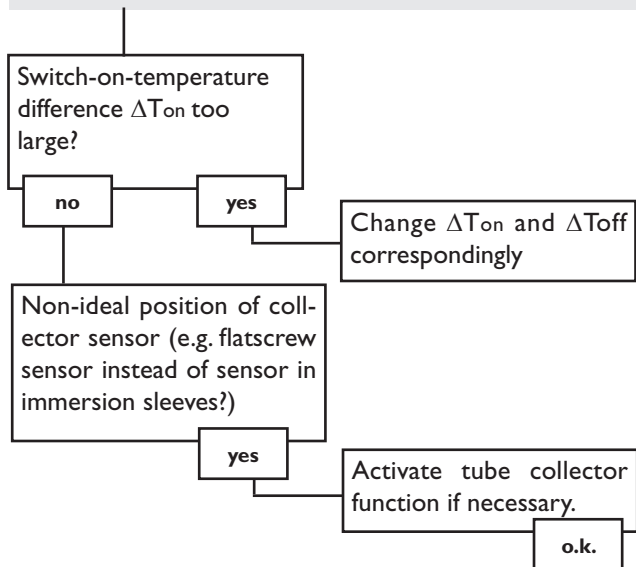 Switch-on-temperature
difference ΔTon too
large?
no
yes
Change ΔTon and ΔToff
correspondingly
Non-ideal position of coll-
ector sensor (e.g. flatscrew
sensor instead of sensor in
immersion sleeves?)
yes
Activate tube collector
function if necessary.
o.k.